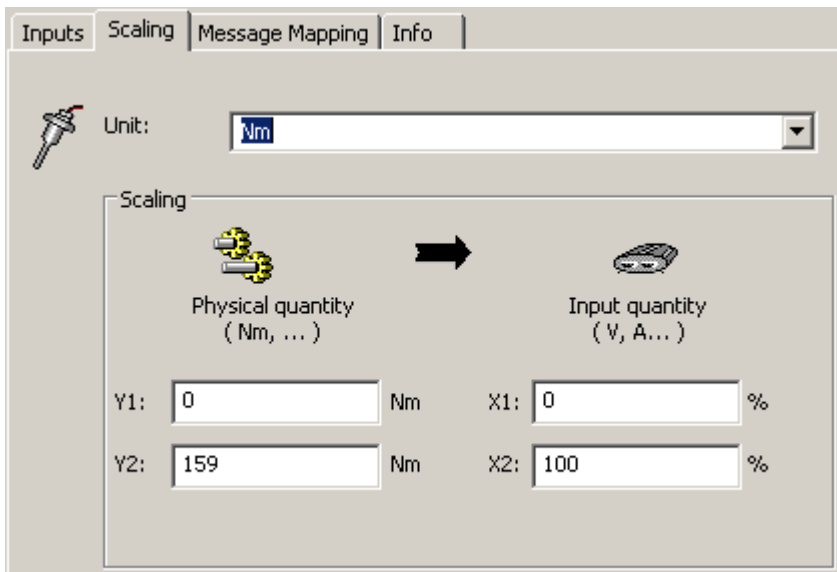 Inputs Scaling Message Mapping Info
Unit: Nm
Scaling
Physical quantity
( Nm, ... )
Input quantity
( V, A... )
Y1: 0 Nm X1: 0 %
Y2: 159 Nm X2: 100 %